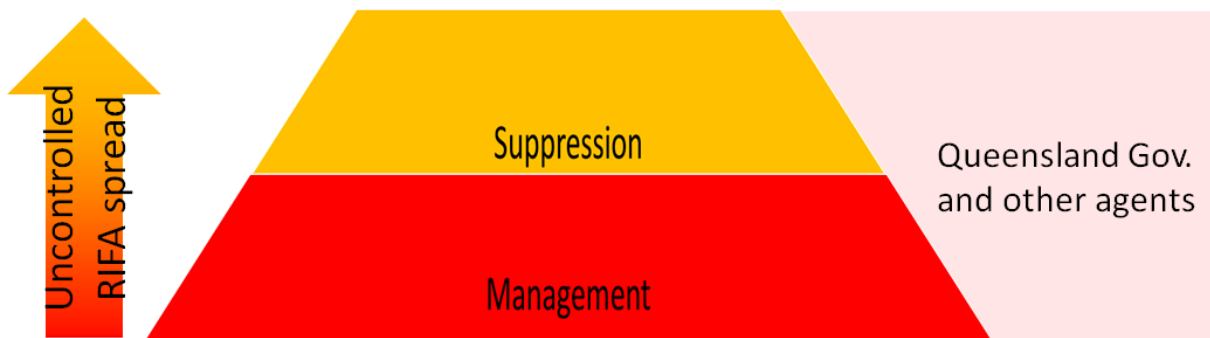 Uncontrolled
RIFA spread
Suppression
Queensland Gov.
and other agents
Management